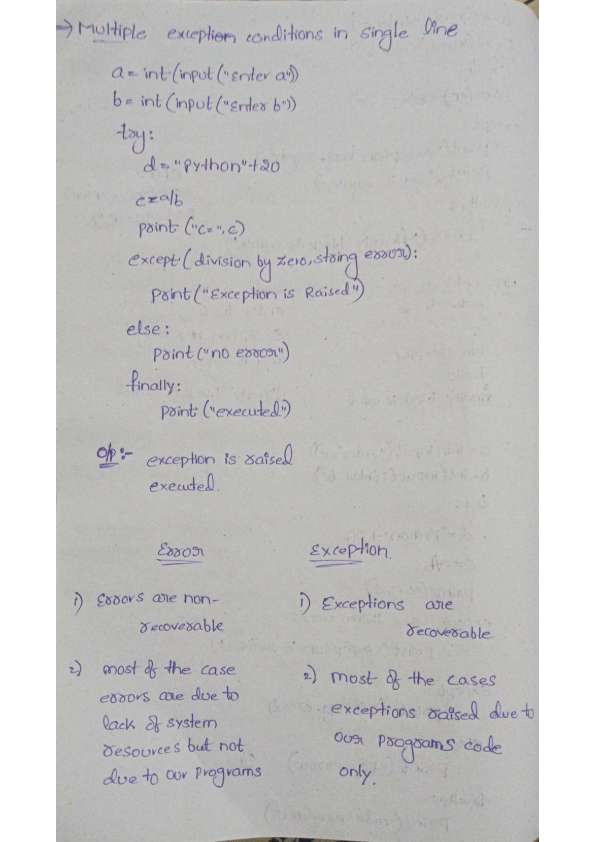 → Multiple exception conditions in single line
a = int(input("enter a"))
b = int(input("Enter b"))
try:
d = "Python"+20
c=a/b
print ("c=", c)
except (division by zero, string error):
Print ("Exception is Raised")
else:
print ("no error")
finally:
print ("executed")
O/P :- exception is raised
executed.
Error
Exception
1) Errors are non-
recoverable
2) most of the case
errors are due to
lack of system
resources but not
due to our programs
1) Exceptions are
recoverable
2) most of the cases
exceptions raised due to
our programs code
only.